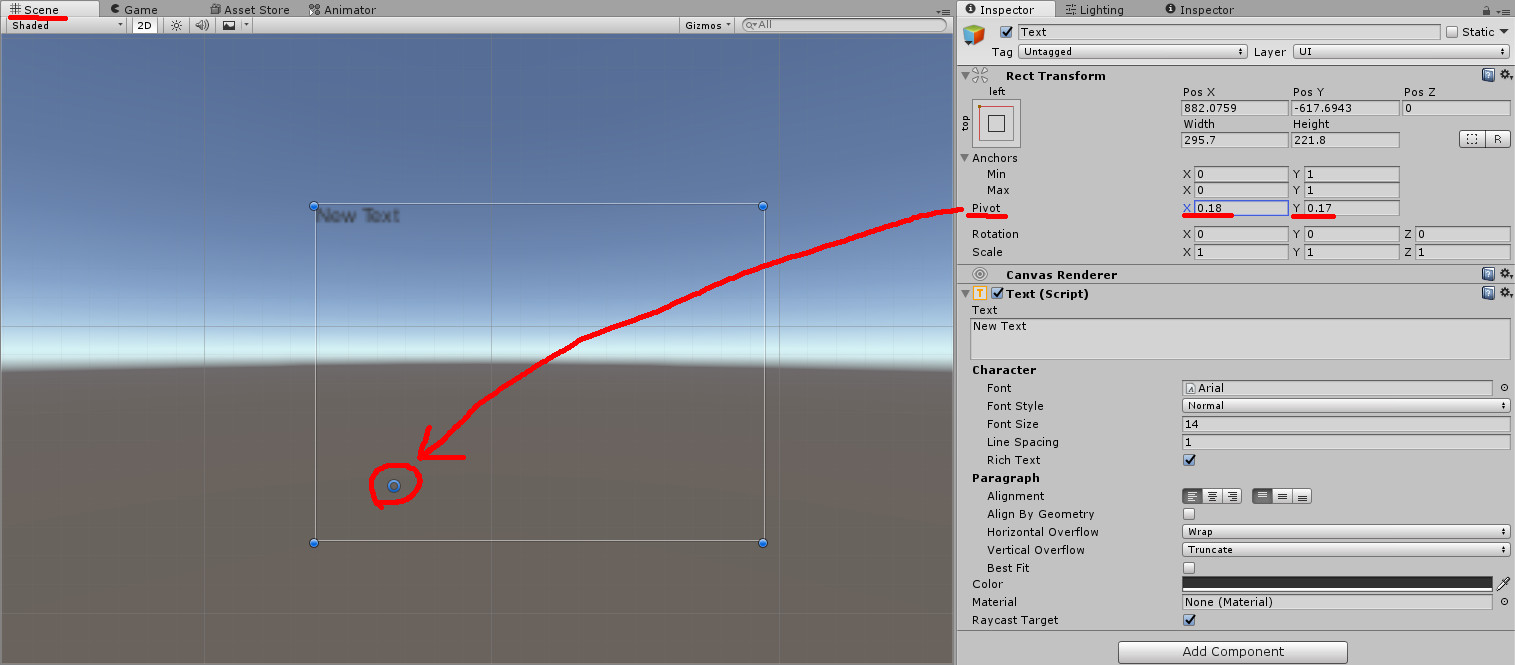 Scene Game Asset Store Animator
Shaded 2D Gizmos All
New Text
Inspector Lighting Inspector
Text Static
Tag Untagged Layer UI
Rect Transform
left
top
Pos X Pos Y Pos Z
882.0759 -617.6943 0
Width Height
295.7 221.8
R
Anchors
Min X 0 Y 1
Max X 0 Y 1
Pivot X 0.18 Y 0.17
Rotation X 0 Y 0 Z 0
Scale X 1 Y 1 Z 1
Canvas Renderer
T Text (Script)
Text
New Text
Character
Font Arial
Font Style Normal
Font Size 14
Line Spacing 1
Rich Text
Paragraph
Alignment
Align By Geometry
Horizontal Overflow Wrap
Vertical Overflow Truncate
Best Fit
Color
Material None (Material)
Raycast Target
Add Component